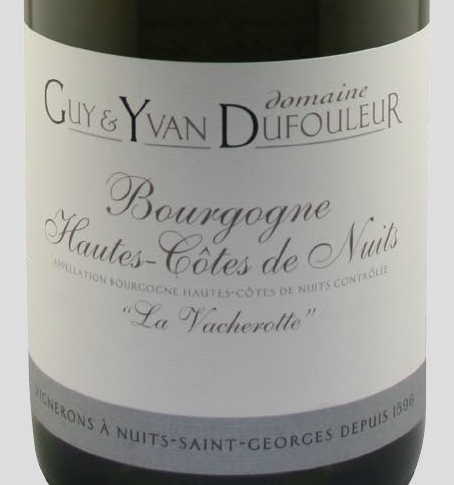 domaine
Guy & Yvan Dufouleur
Bourgogne
Hautes-Côtes de Nuits
APPELLATION BOURGOGNE HAUTES-CÔTES DE NUITS CONTRÔLÉE
"La Vacherotte"
VIGNERONS À NUITS-SAINT-GEORGES DEPUIS 1596